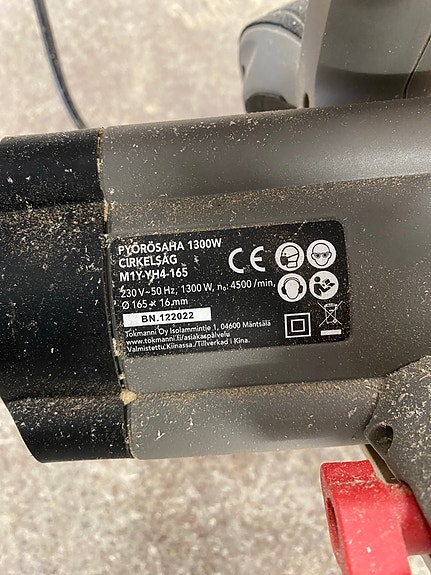 PYÖRÖSAHA 1300W
CIRKELSÅG
M1Y-YH4-165
CE
230 V~50 Hz, 1300 W, n₀: 4500 /min,
Ø 165 x 16 mm
BN.122022
Tokmanni Oy Isolammintie 1, 04600 Mäntsälä
www.tokmanni.fi/asiakaspalvelu
Valmistettu Kiinassa./Tillverkad i Kina.